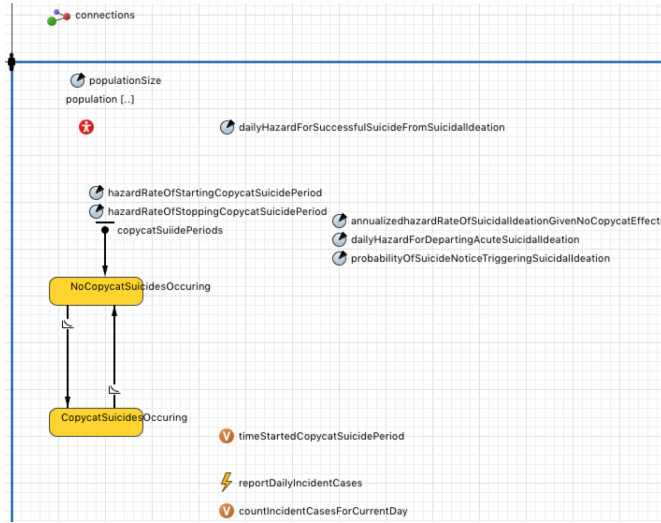 connections
populationSize
population [..]
dailyHazardForSuccessfulSuicideFromSuicidalIdeation
hazardRateOfStartingCopycatSuicidePeriod
hazardRateOfStoppingCopycatSuicidePeriod
copycatSuiidePeriods
annualizedhazardRateOfSuicidalIdeationGivenNoCopycatEffects
dailyHazardForDepartingAcuteSuicidalIdeation
probabilityOfSuicideNoticeTriggeringSuicidalIdeation
NoCopycatSuicidesOccuring
CopycatSuicidesOccuring
V timeStartedCopycatSuicidePeriod
reportDailyIncidentCases
V countIncidentCasesForCurrentDay